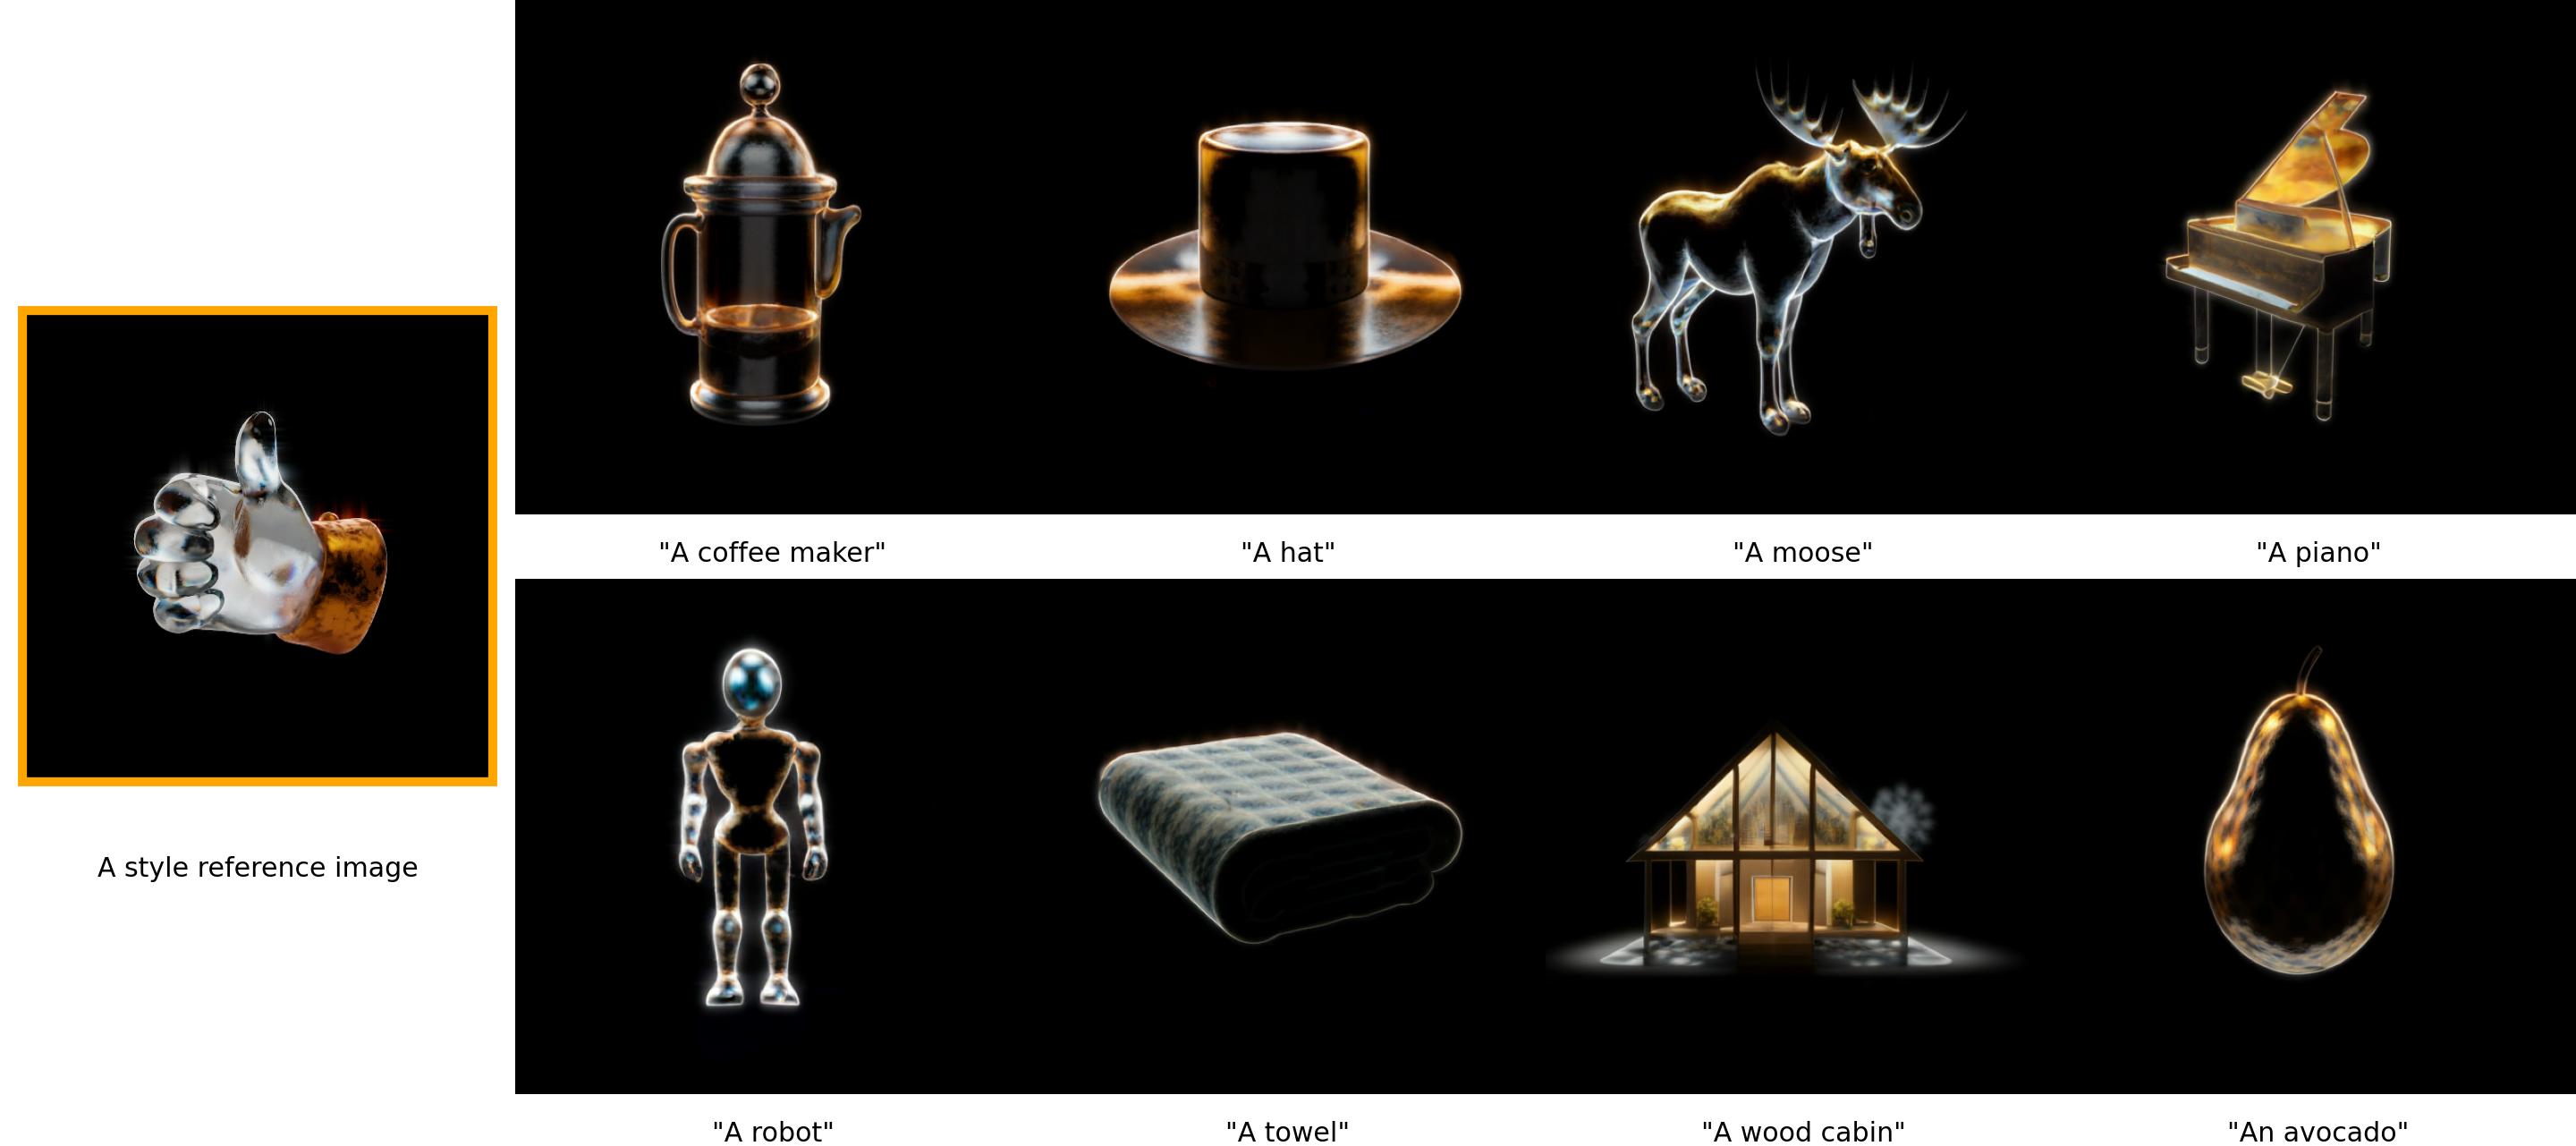 "A coffee maker"
"A hat"
"A moose"
"A piano"
A style reference image
"A robot"
"A towel"
"A wood cabin"
"An avocado"